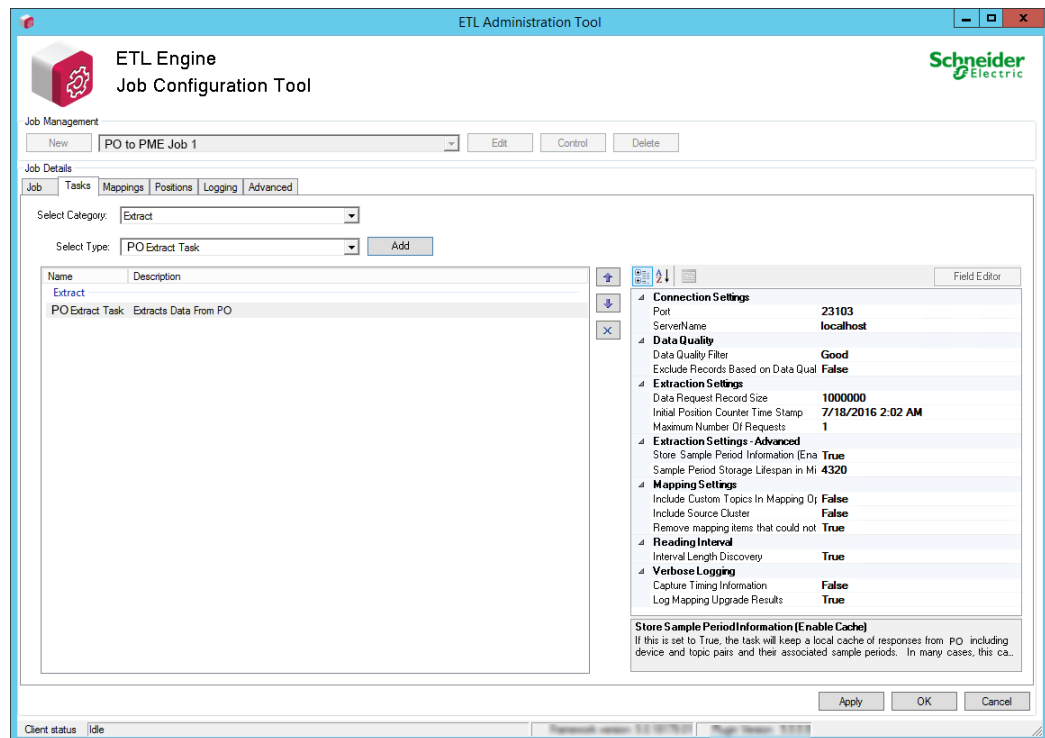 ETL Administration Tool
ETL Engine
Job Configuration Tool
Schneider
Electric
Job Management
New
PO to PME Job 1
Edit
Control
Delete
Job Details
Job
Tasks
Mappings
Positions
Logging
Advanced
Select Category:
Extract
Select Type:
PO Extract Task
Add
Name
Description
Extract
PO Extract Task
Extracts Data From PO
Field Editor
Connection Settings
Port 23103
ServerName localhost
Data Quality
Data Quality Filter Good
Exclude Records Based on Data Qual False
Extraction Settings
Data Request Record Size 1000000
Initial Position Counter Time Stamp 7/18/2016 2:02 AM
Maximum Number Of Requests 1
Extraction Settings - Advanced
Store Sample Period Information (Ena True
Sample Period Storage Lifespan in Mi 4320
Mapping Settings
Include Custom Topics In Mapping Op False
Include Source Cluster False
Remove mapping items that could not True
Reading Interval
Interval Length Discovery True
Verbose Logging
Capture Timing Information False
Log Mapping Upgrade Results True
Store Sample Period Information (Enable Cache)
If this is set to True, the task will keep a local cache of responses from PO including
device and topic pairs and their associated sample periods. In many cases, this ca...
Apply
OK
Cancel
Client status
Idle